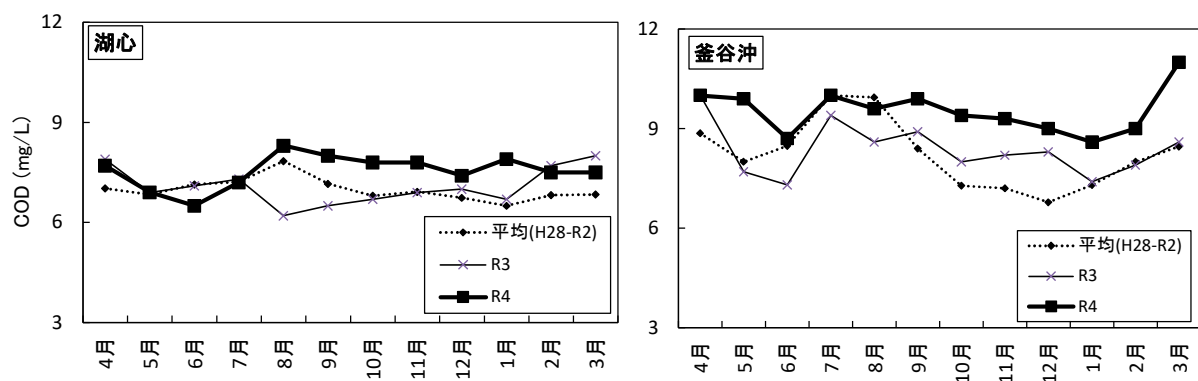 湖心
COD (mg/L)
12
9
6
3
平均(H28-R2)
R3
R4
4月
5月
6月
7月
8月
9月
10月
11月
12月
1月
2月
3月
釜谷沖
12
9
6
3
平均(H28-R2)
R3
R4
4月
5月
6月
7月
8月
9月
10月
11月
12月
1月
2月
3月